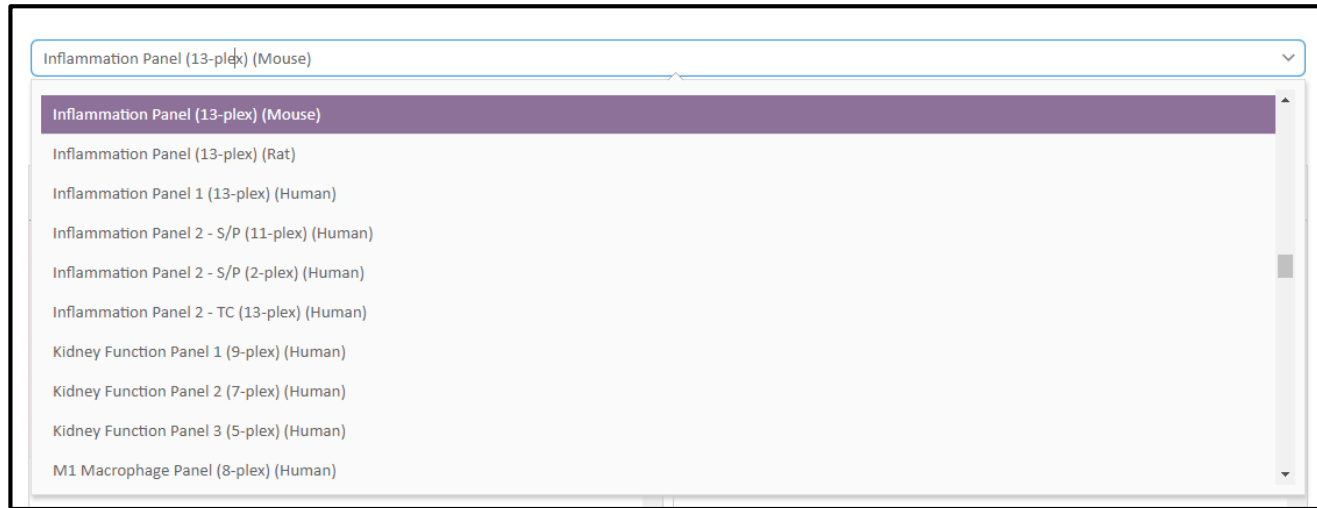 Inflammation Panel (13-plex) (Mouse)
Inflammation Panel (13-plex) (Mouse)
Inflammation Panel (13-plex) (Rat)
Inflammation Panel 1 (13-plex) (Human)
Inflammation Panel 2 - S/P (11-plex) (Human)
Inflammation Panel 2 - S/P (2-plex) (Human)
Inflammation Panel 2 - TC (13-plex) (Human)
Kidney Function Panel 1 (9-plex) (Human)
Kidney Function Panel 2 (7-plex) (Human)
Kidney Function Panel 3 (5-plex) (Human)
M1 Macrophage Panel (8-plex) (Human)